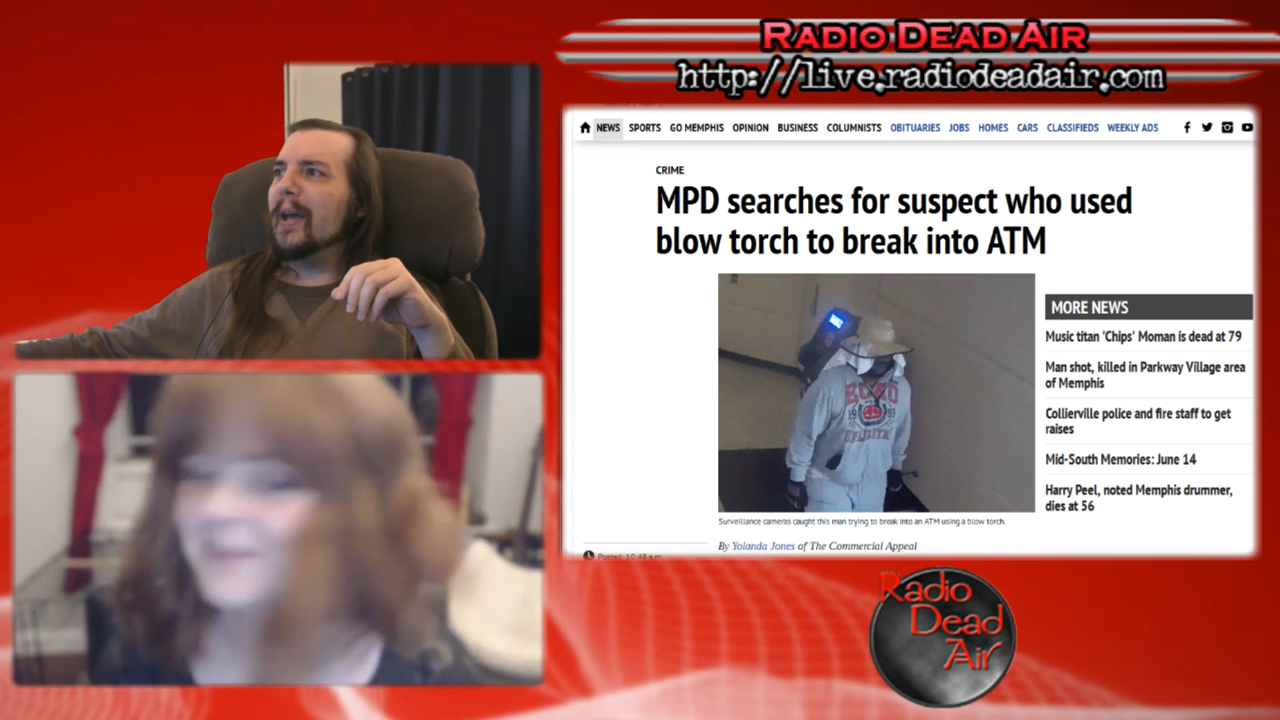 RADIO DEAD AIR
http://live.radiodeadair.com
NEWS SPORTS GO MEMPHIS OPINION BUSINESS COLUMNISTS OBITUARIES JOBS HOMES CARS CLASSIFIEDS WEEKLY ADS
CRIME
MPD searches for suspect who used
blow torch to break into ATM
ECKO
1993
Surveillance cameras caught this man trying to break into an ATM using a blow torch.
By Yolanda Jones of The Commercial Appeal
Posted: 10:48 a.m.
MORE NEWS
Music titan 'Chips' Moman is dead at 79
Man shot, killed in Parkway Village area
of Memphis
Collierville police and fire staff to get
raises
Mid-South Memories: June 14
Harry Peel, noted Memphis drummer,
dies at 56
Radio
Dead
Air